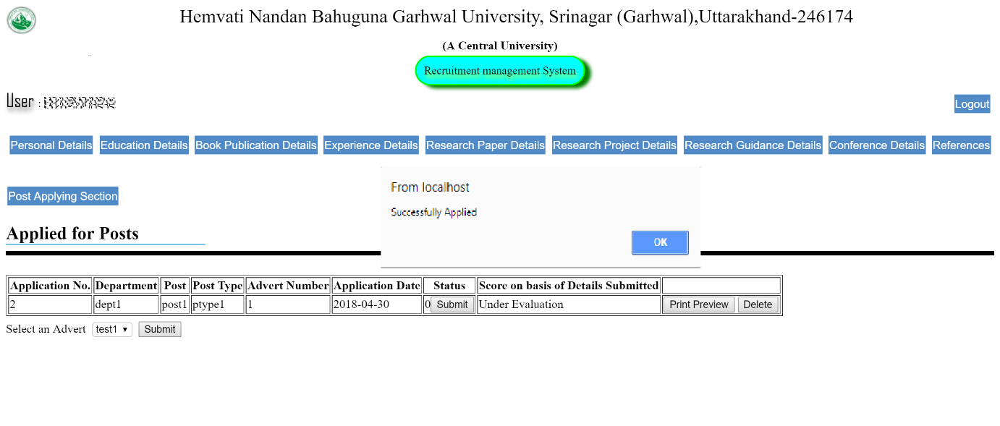 Hemvati Nandan Bahuguna Garhwal University, Srinagar (Garhwal),Uttarakhand-246174
(A Central University)
Recruitment management System
User :
Logout
Personal Details Education Details Book Publication Details Experience Details Research Paper Details Research Project Details Research Guidance Details Conference Details References
Post Applying Section
From localhost
Successfully Applied
OK
Applied for Posts
Application No. Department Post Post Type Advert Number Application Date Status Score on basis of Details Submitted
2 dept1 post1 ptype1 1 2018-04-30 0 Submit Under Evaluation Print Preview Delete
Select an Advert test1 Submit